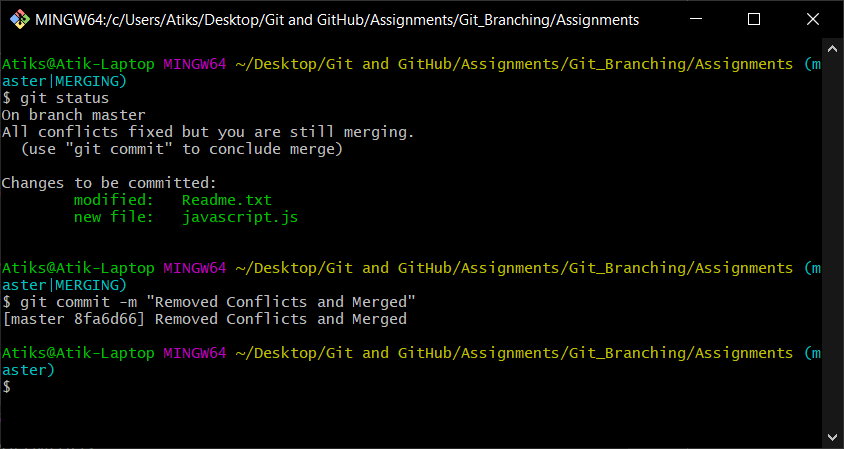 MINGW64:/c/Users/Atiks/Desktop/Git and GitHub/Assignments/Git_Branching/Assignments
Atiks@Atik-Laptop MINGW64 ~/Desktop/Git and GitHub/Assignments/Git_Branching/Assignments (m
aster|MERGING)
$ git status
On branch master
All conflicts fixed but you are still merging.
  (use "git commit" to conclude merge)
Changes to be committed:
        modified:   Readme.txt
        new file:   javascript.js
Atiks@Atik-Laptop MINGW64 ~/Desktop/Git and GitHub/Assignments/Git_Branching/Assignments (m
aster|MERGING)
$ git commit -m "Removed Conflicts and Merged"
[master 8fa6d66] Removed Conflicts and Merged
Atiks@Atik-Laptop MINGW64 ~/Desktop/Git and GitHub/Assignments/Git_Branching/Assignments (m
aster)
$